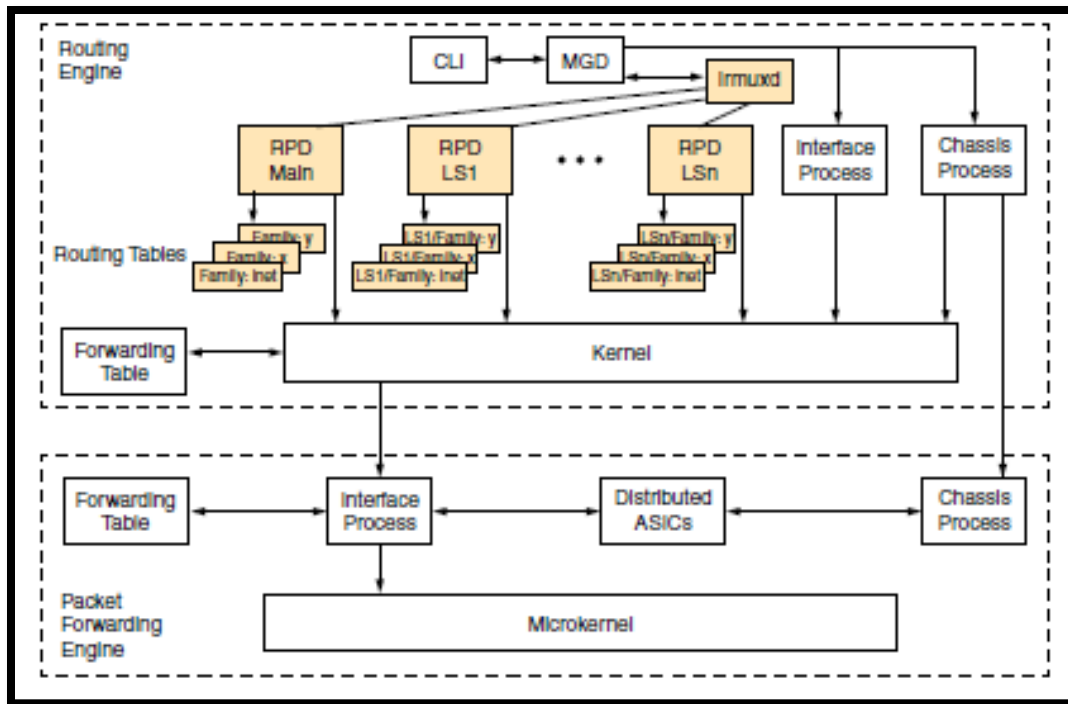 Routing
Engine
CLI
MGD
lrmuxd
RPD
Main
RPD
LS1
• • •
RPD
LSn
Interface
Process
Chassis
Process
Routing Tables
Family: y
Family: x
Family: inet
LS1/Family: y
LS1/Family: x
LS1/Family: inet
LSn/Family: y
LSn/Family: x
LSn/Family: inet
Forwarding
Table
Kernel
Forwarding
Table
Interface
Process
Distributed
ASICs
Chassis
Process
Packet
Forwarding
Engine
Microkernel